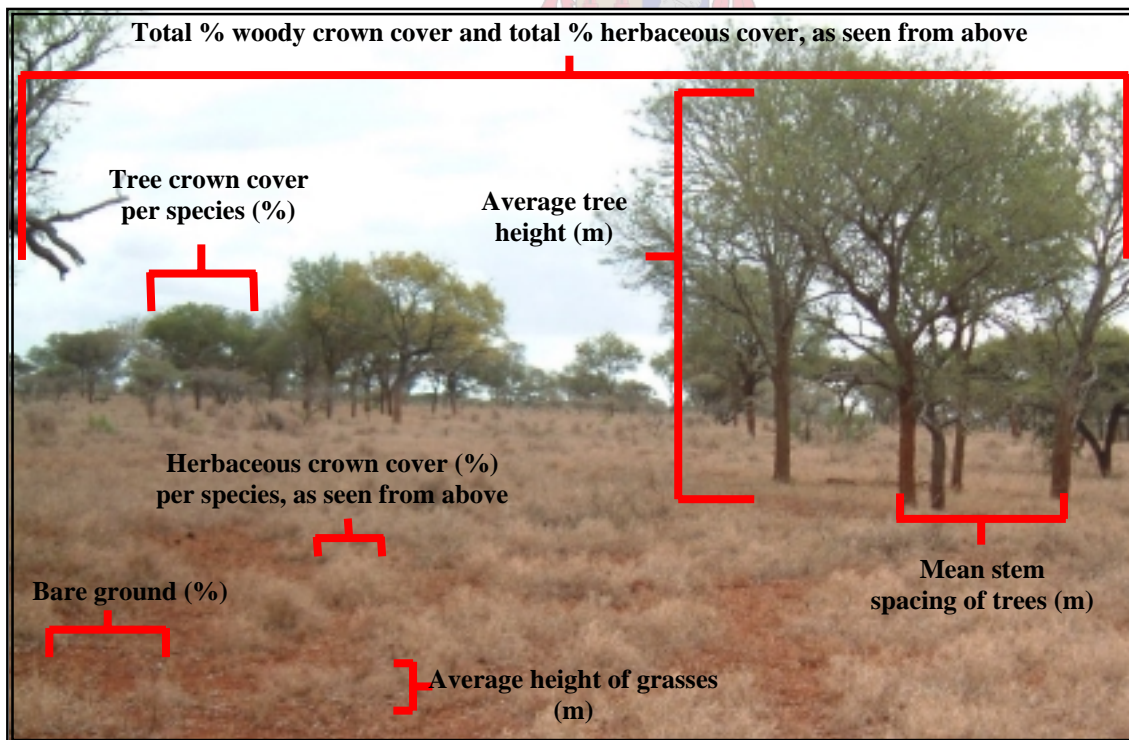 Total % woody crown cover and total % herbaceous cover, as seen from above
Tree crown cover
per species (%)
Average tree
height (m)
Herbaceous crown cover (%)
per species, as seen from above
Bare ground (%)
Mean stem
spacing of trees (m)
Average height of grasses
(m)